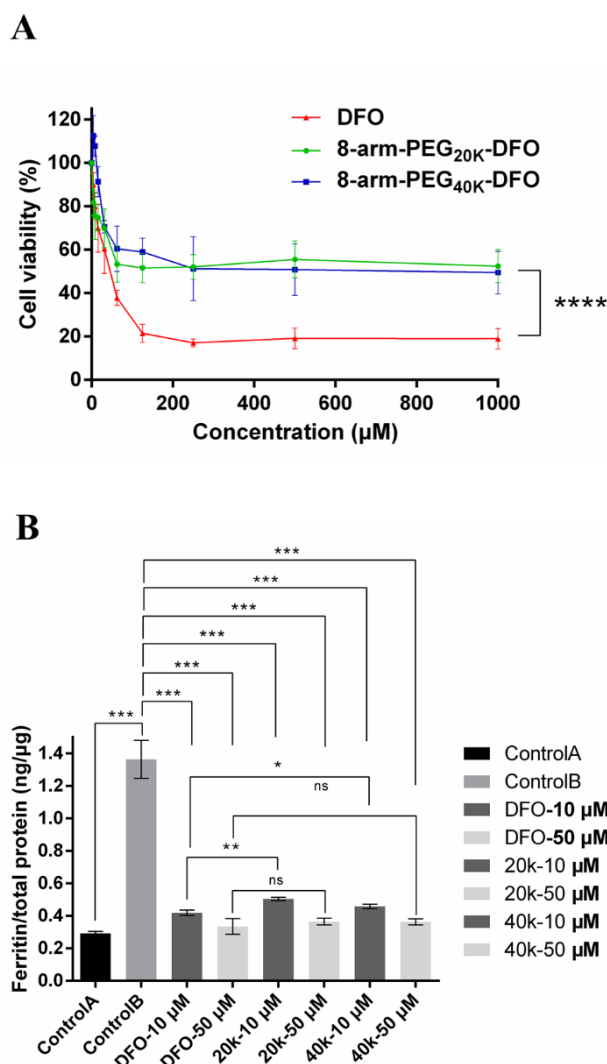 A
Cell viability (%)
120
100
80
60
40
20
0
DFO
8-arm-PEG20K-DFO
8-arm-PEG40K-DFO
****
0 200 400 600 800 1000
Concentration (µM)
B
***
***
***
***
***
***
***
*
ns
**
ns
Ferritin/total protein (ng/µg)
1.4
1.2
1.0
0.8
0.6
0.4
0.2
0.0
ControlA
ControlB
DFO-10 µM
DFO-50 µM
20k-10 µM
20k-50 µM
40k-10 µM
40k-50 µM
ControlA
ControlB
DFO-10 µM
DFO-50 µM
20k-10 µM
20k-50 µM
40k-10 µM
40k-50 µM